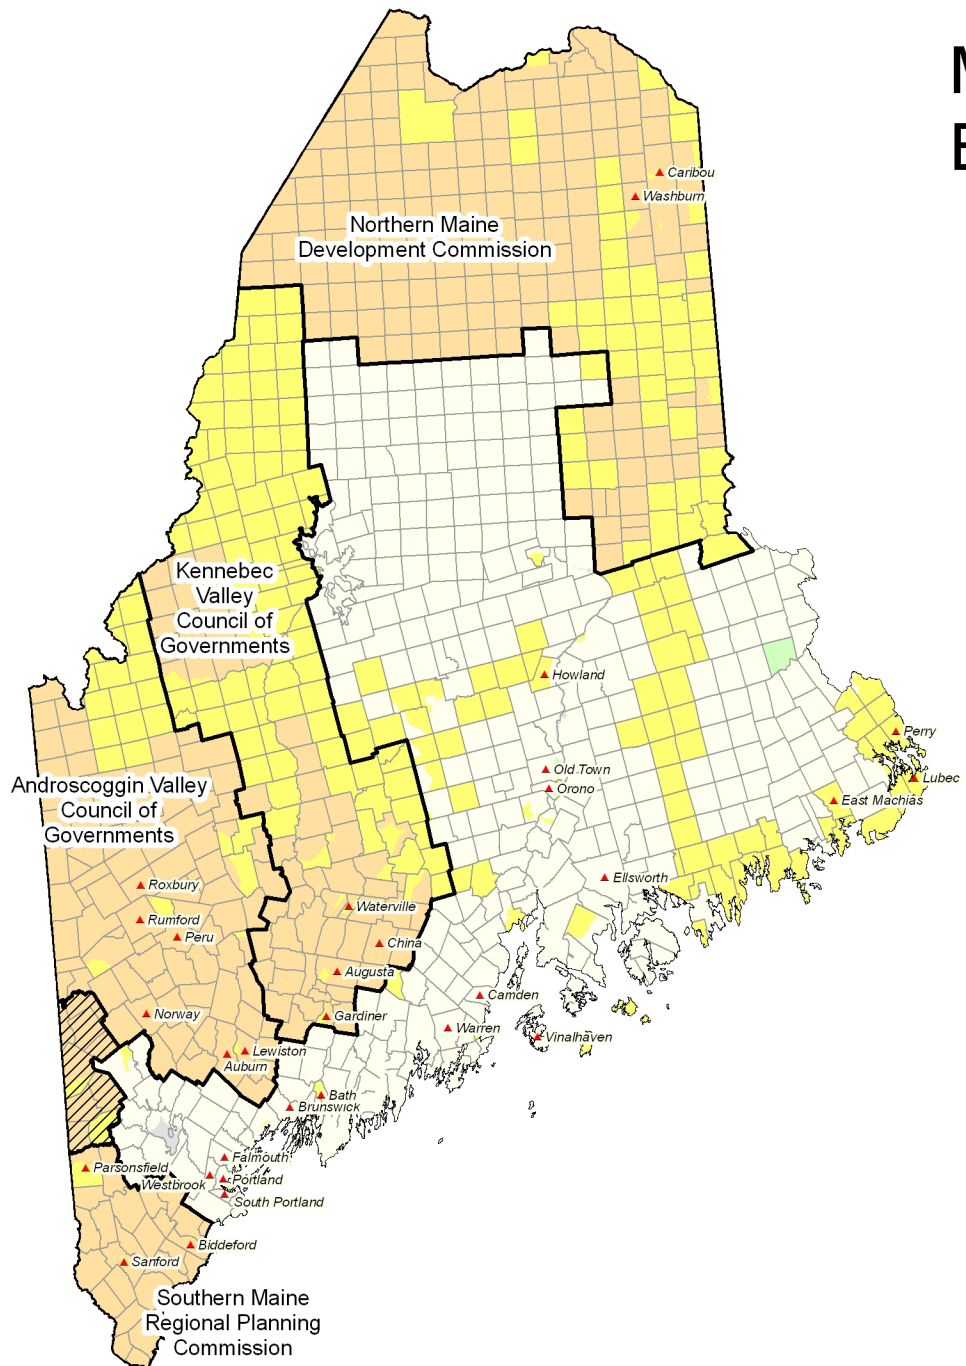 M
E
Caribou
Washburn
Northern Maine
Development Commission
Kennebec
Valley
Council of
Governments
Howland
Perry
Old Town
Lubec
Androscoggin Valley
Council of
Governments
Orono
East Machias
Ellsworth
Roxbury
Waterville
Rumford
Peru
China
Augusta
Camden
Norway
Gardiner
Warren
Vinalhaven
Lewiston
Auburn
Bath
Brunswick
Falmouth
Parsonsfield
Westbrook
Portland
South Portland
Biddeford
Sanford
Southern Maine
Regional Planning
Commission